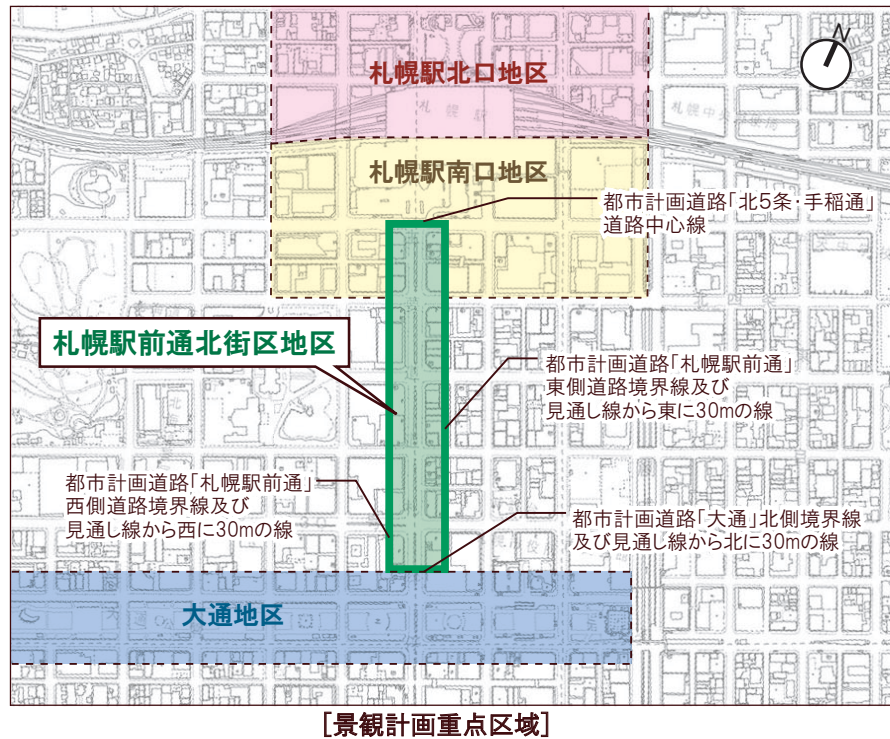 N
札幌駅北口地区
札幌駅
札幌中央
札幌駅南口地区
都市計画道路「北5条・手稲通」
道路中心線
札幌駅前通北街区地区
都市計画道路「札幌駅前通」
東側道路境界線及び
見通し線から東に30mの線
都市計画道路「札幌駅前通」
西側道路境界線及び
見通し線から西に30mの線
都市計画道路「大通」北側境界線
及び見通し線から北に30mの線
大通地区
[景観計画重点区域]